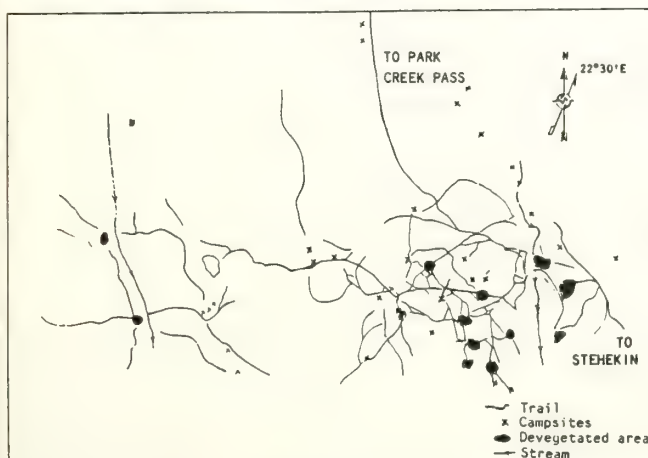 TO PARK
CREEK PASS
N
22°30'E
TO
STEHEKIN
Trail
x Campsites
Devegetated area
Stream